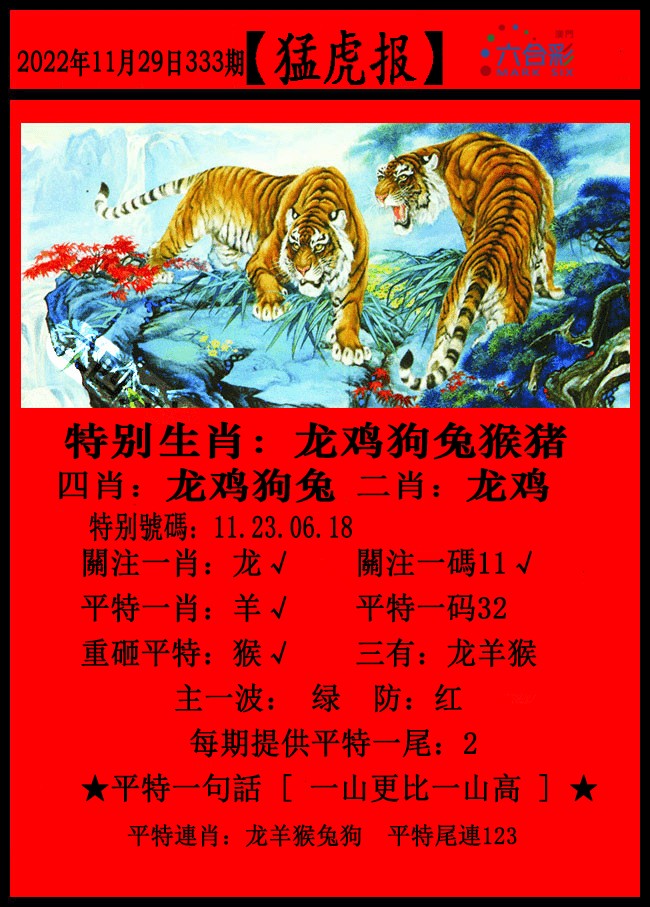 2022年11月29日333期【猛虎报】
澳門
六合彩
MARK SIX
特别生肖：龙鸡狗兔猴猪
四肖：龙鸡狗兔 二肖：龙鸡
特别號碼：11.23.06.18
關注一肖：龙√ 關注一碼11√
平特一肖：羊√ 平特一码32
重砸平特：猴√ 三有：龙羊猴
主一波： 绿 防：红
每期提供平特一尾：2
★平特一句話［ 一山更比一山高 ］★
平特連肖：龙羊猴兔狗 平特尾連123